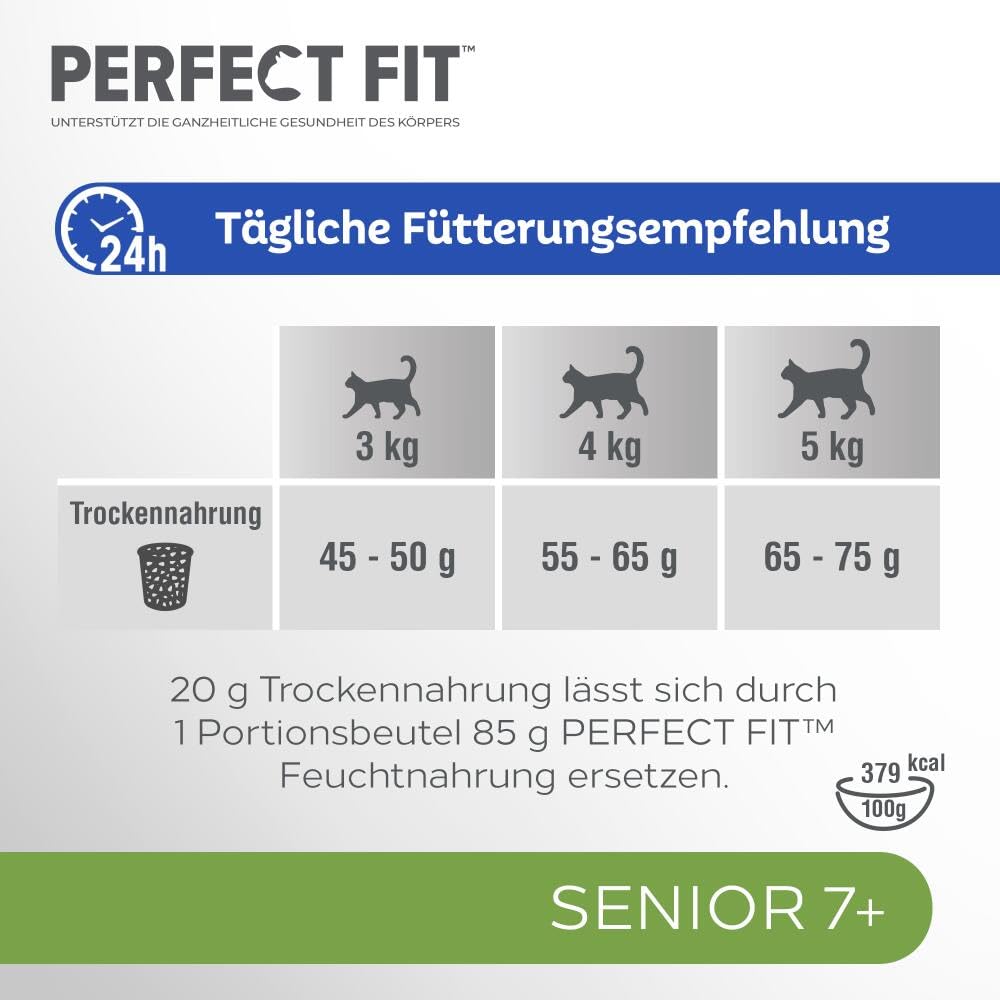 PERFECT FIT™
UNTERSTÜTZT DIE GANZHEITLICHE GESUNDHEIT DES KÖRPERS
24h
Tägliche Fütterungsempfehlung
3 kg
4 kg
5 kg
Trockennahrung
45 - 50 g
55 - 65 g
65 - 75 g
20 g Trockennahrung lässt sich durch
1 Portionsbeutel 85 g PERFECT FIT™
Feuchtnahrung ersetzen.
379 kcal
100g
SENIOR 7+